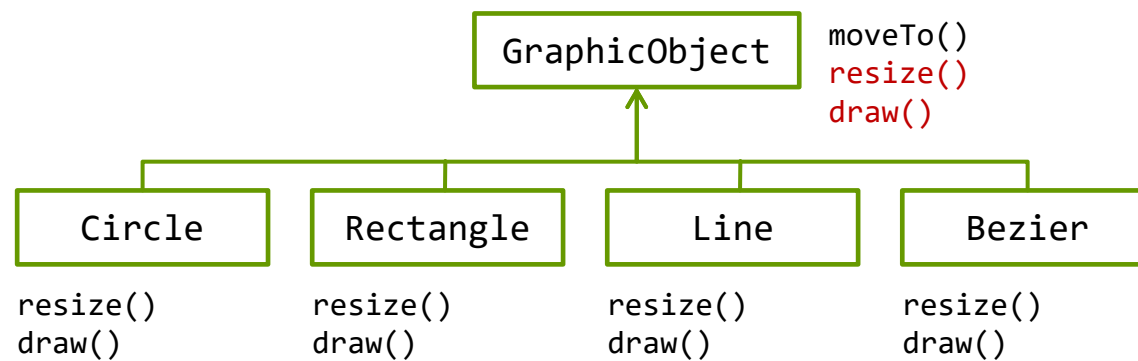 GraphicObject
moveTo()
resize()
draw()
Circle
Rectangle
Line
Bezier
resize()
draw()
resize()
draw()
resize()
draw()
resize()
draw()